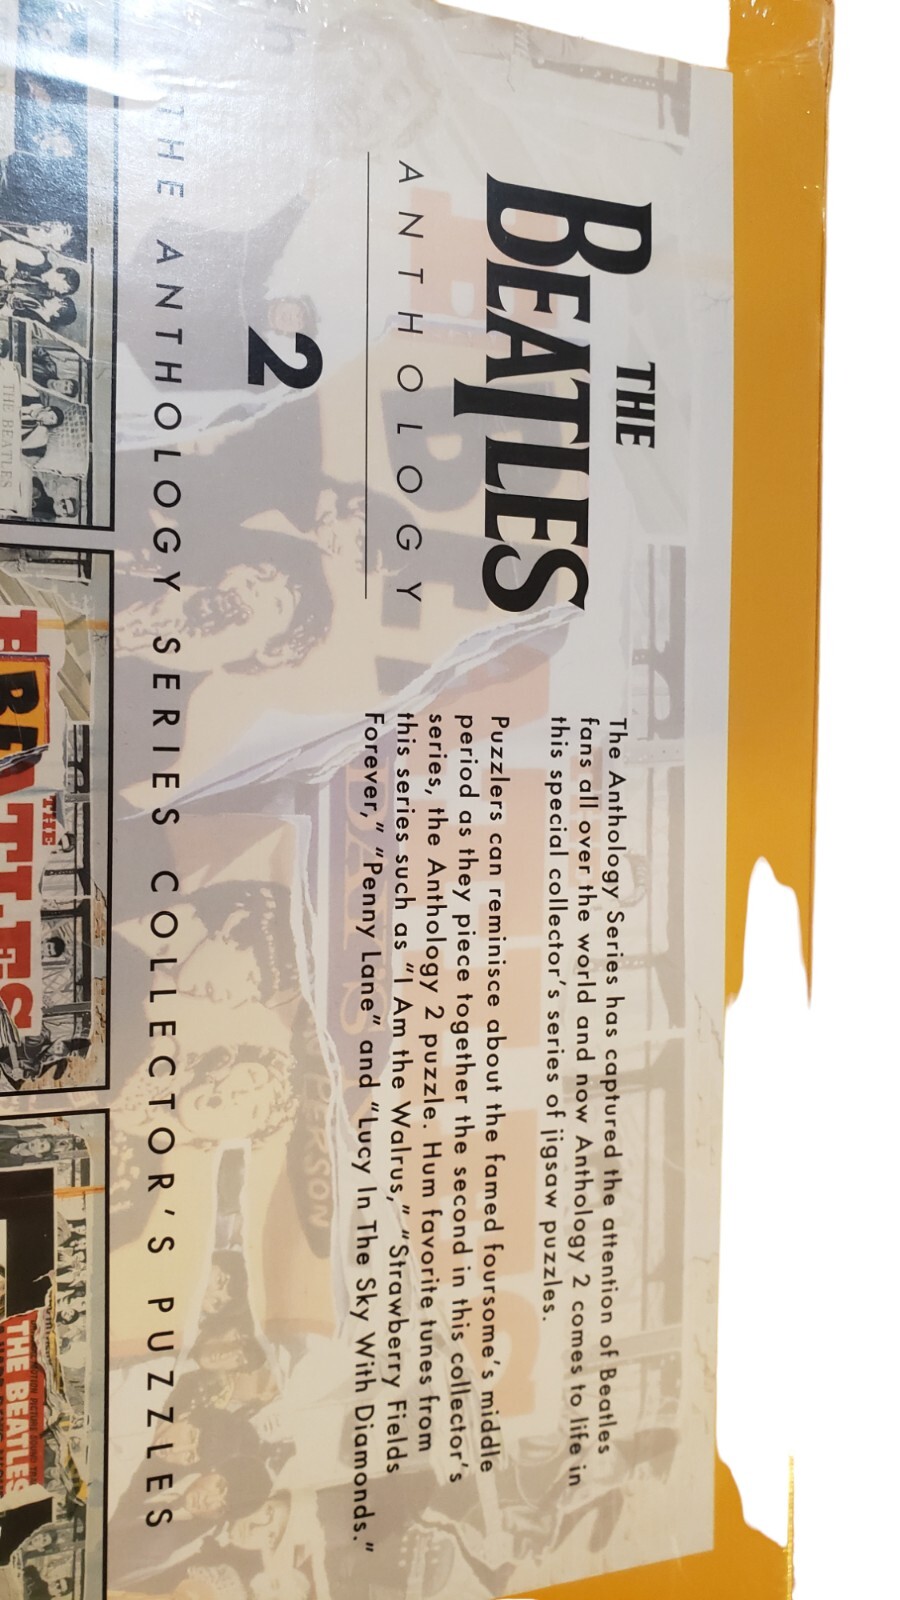 THE
BEATLES
ANTHOLOGY
2
The Anthology Series has captured the attention of Beatles
fans all over the world and now Anthology 2 comes to life in
this special collector's series of jigsaw puzzles.
Puzzlers can reminisce about the famed foursome's middle
period as they piece together the second in this collector's
series, the Anthology 2 puzzle. Hum favorite tunes from
this series such as "I Am the Walrus," "Strawberry Fields
Forever," "Penny Lane" and "Lucy In The Sky With Diamonds."
THE ANTHOLOGY SERIES COLLECTOR'S PUZZLES
THE BEATLES
THE
BEATLES
THE BEATLES